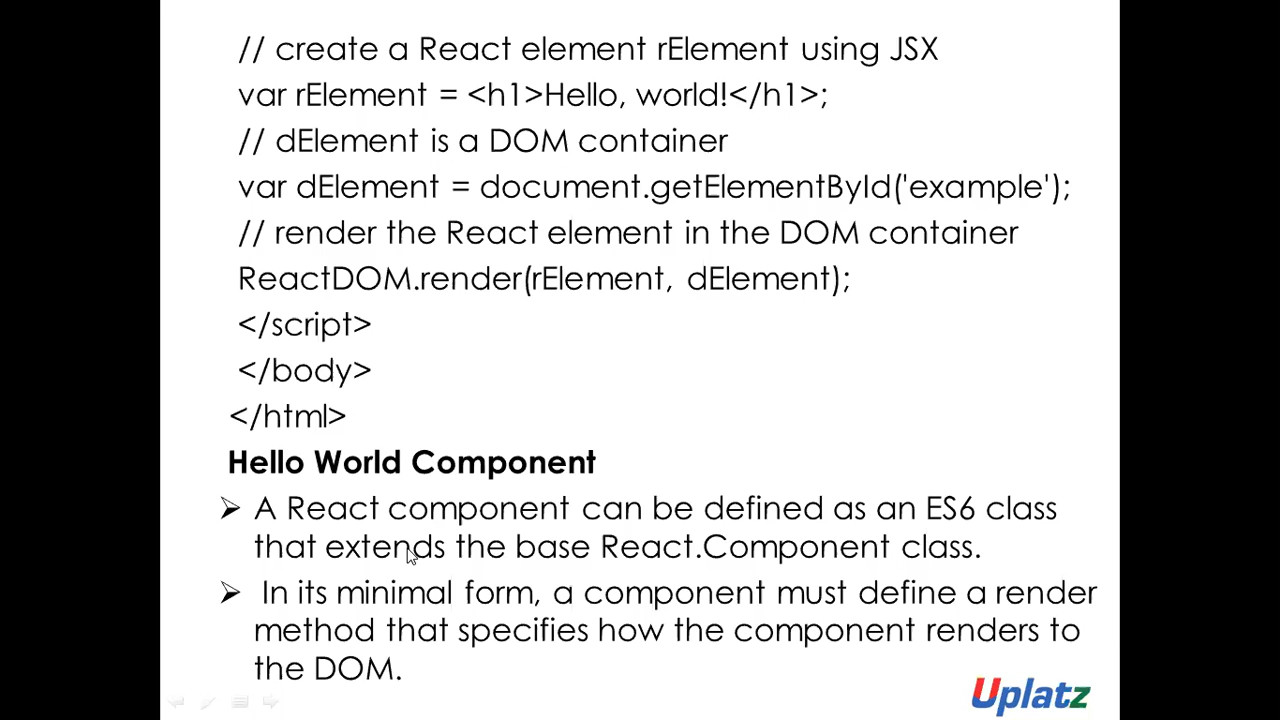 // create a React element rElement using JSX
var rElement = <h1>Hello, world!</h1>;
// dElement is a DOM container
var dElement = document.getElementById('example');
// render the React element in the DOM container
ReactDOM.render(rElement, dElement);
</script>
</body>
</html>
Hello World Component
➢ A React component can be defined as an ES6 class
that extends the base React.Component class.
➢ In its minimal form, a component must define a render
method that specifies how the component renders to
the DOM.
Uplatz